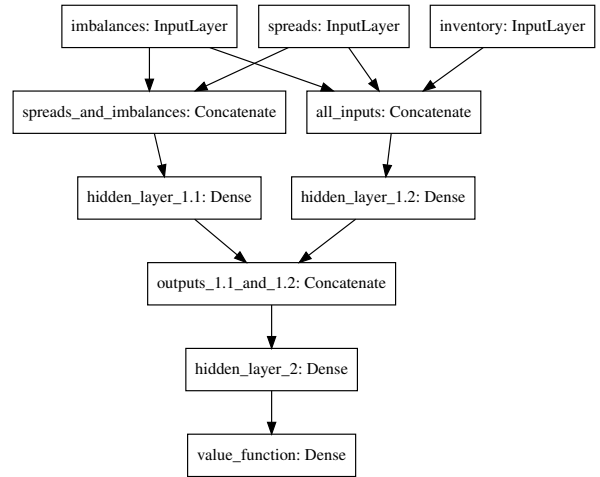 imbalances: InputLayer
spreads: InputLayer
inventory: InputLayer
spreads_and_imbalances: Concatenate
all_inputs: Concatenate
hidden_layer_1.1: Dense
hidden_layer_1.2: Dense
outputs_1.1_and_1.2: Concatenate
hidden_layer_2: Dense
value_function: Dense